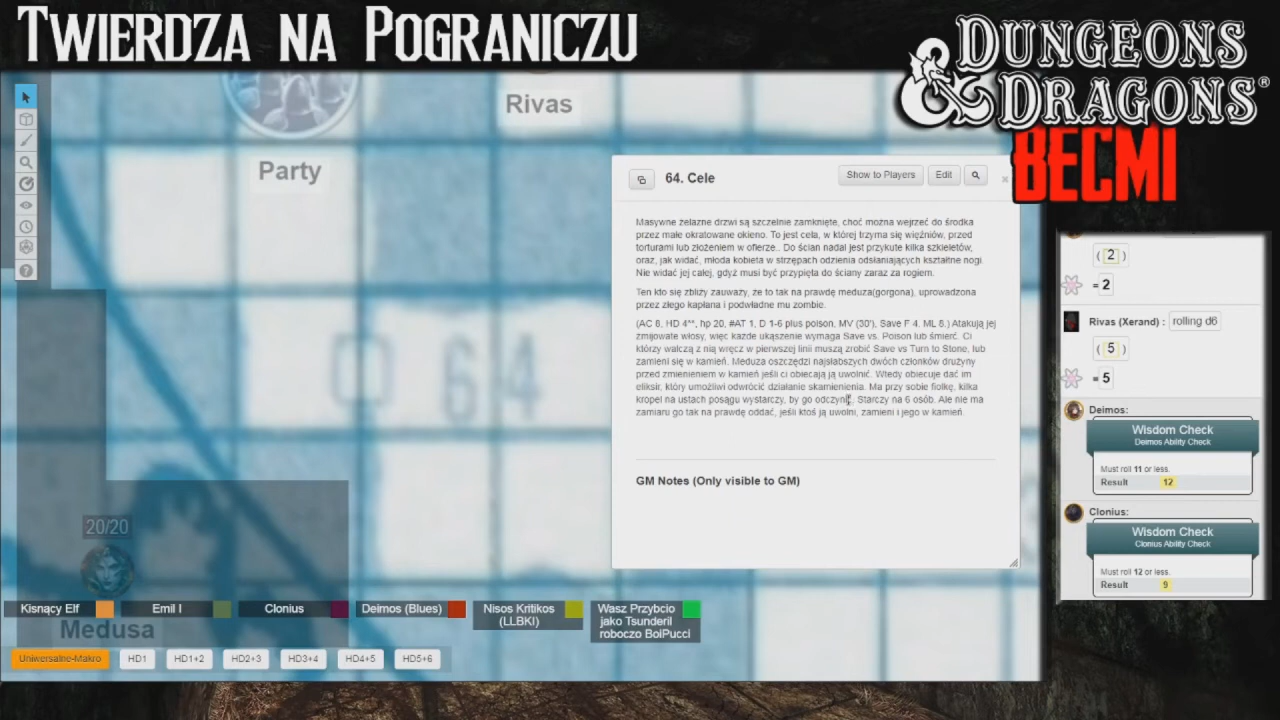 TWIERDZA NA POGRANICZU
DUNGEONS
& DRAGONS®
BECMI
Rivas
Party
64. Cele
Show to Players
Edit
Masywne żelazne drzwi są szczelnie zamknięte, choć można wejrzeć do środka
przez małe okratowane okieno. To jest cela, w której trzyma się więźniów, przed
torturami lub złożeniem w ofierze.. Do ścian nadal jest przykute kilka szkieletów,
oraz, jak widać, młoda kobieta w strzępach odzienia odsłaniających kształtne nogi.
Nie widać jej całej, gdyż musi być przypięta do ściany zaraz za rogiem.
Ten kto się zbliży zauważy, że to tak na prawdę meduza(gorgona), uprowadzona
przez złego kapłana i podwładne mu zombie.
(AC 8, HD 4**, hp 20, #AT 1, D 1-6 plus poison, MV (30'), Save F 4, ML 8.) Atakują jej
żmijowate włosy, więc każde ukąszenie wymaga Save vs. Poison lub śmierć. Ci
którzy walczą z nią wręcz w pierwszej linii muszą zrobić Save vs Turn to Stone, lub
zamieni się w kamień. Meduza oszczędzi najsłabszych dwóch członków drużyny
przed zmienieniem w kamień jeśli ci obiecają ją uwolnić. Wtedy obiecuje dać im
eliksir, który umożliwi odwrócić działanie skamienienia. Ma przy sobie fiolkę, kilka
kropel na ustach posągu wystarczy, by go odczynić. Starczy na 6 osób. Ale nie ma
zamiaru go tak na prawdę oddać, jeśli ktoś ją uwolni, zamieni i jego w kamień.
GM Notes (Only visible to GM)
64
20/20
Medusa
Kisnący Elf
Emil I
Clonius
Deimos (Blues)
Nisos Kritikos
(LLBKI)
Wasz Przybcio
jako Tsunderil
roboczo BolPucci
Uniwersalne-Makro
HD1
HD1+2
HD2+3
HD3+4
HD4+5
HD5+6
( 2 )
= 2
Rivas (Xerand) : rolling d6
( 5 )
= 5
Deimos:
Wisdom Check
Deimos Ability Check
Must roll 11 or less.
Result 12
Clonius:
Wisdom Check
Clonius Ability Check
Must roll 12 or less.
Result 9